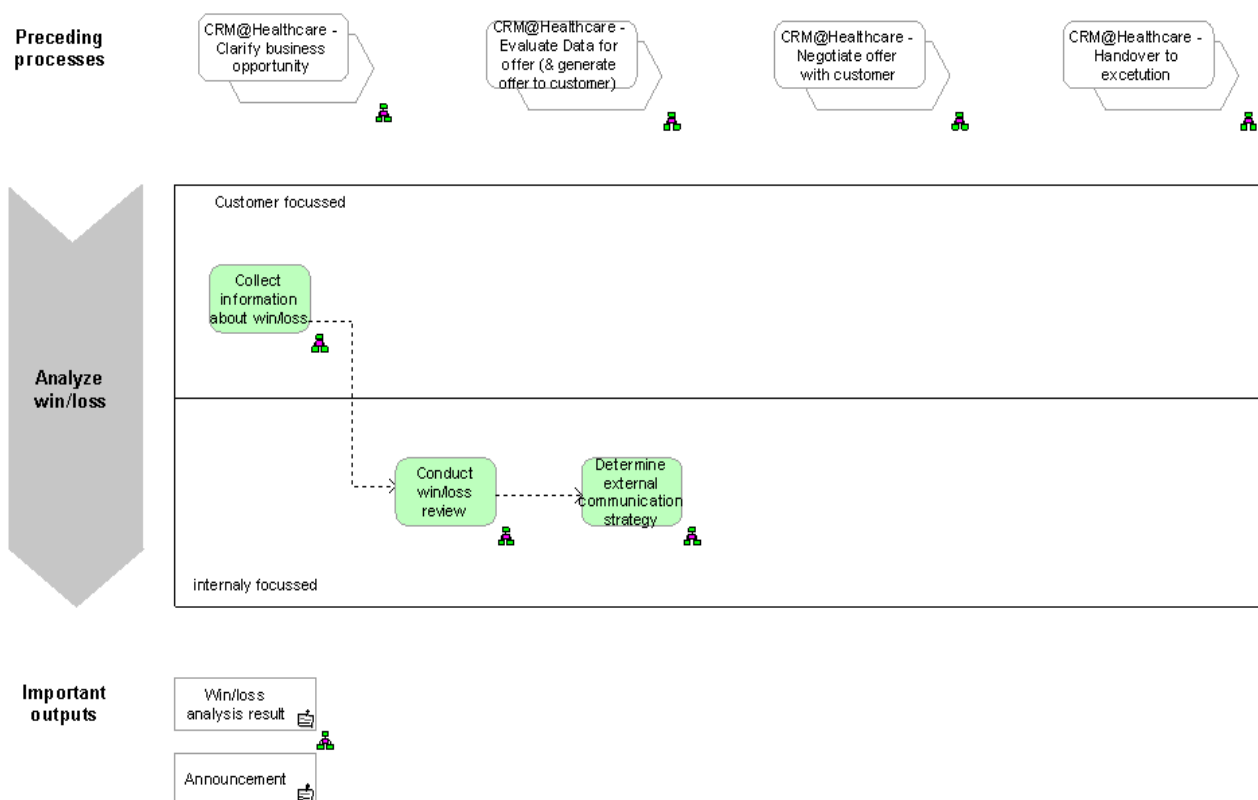 Preceding
processes
CRM@Healthcare -
Clarify business
opportunity
CRM@Healthcare -
Evaluate Data for
offer (& generate
offer to customer)
CRM@Healthcare -
Negotiate offer
with customer
CRM@Healthcare -
Handover to
excetution
Analyze
win/loss
Customer focussed
Collect
information
about win/loss
Conduct
win/loss
review
Determine
external
communication
strategy
internaly focussed
Important
outputs
Win/loss
analysis result
Announcement